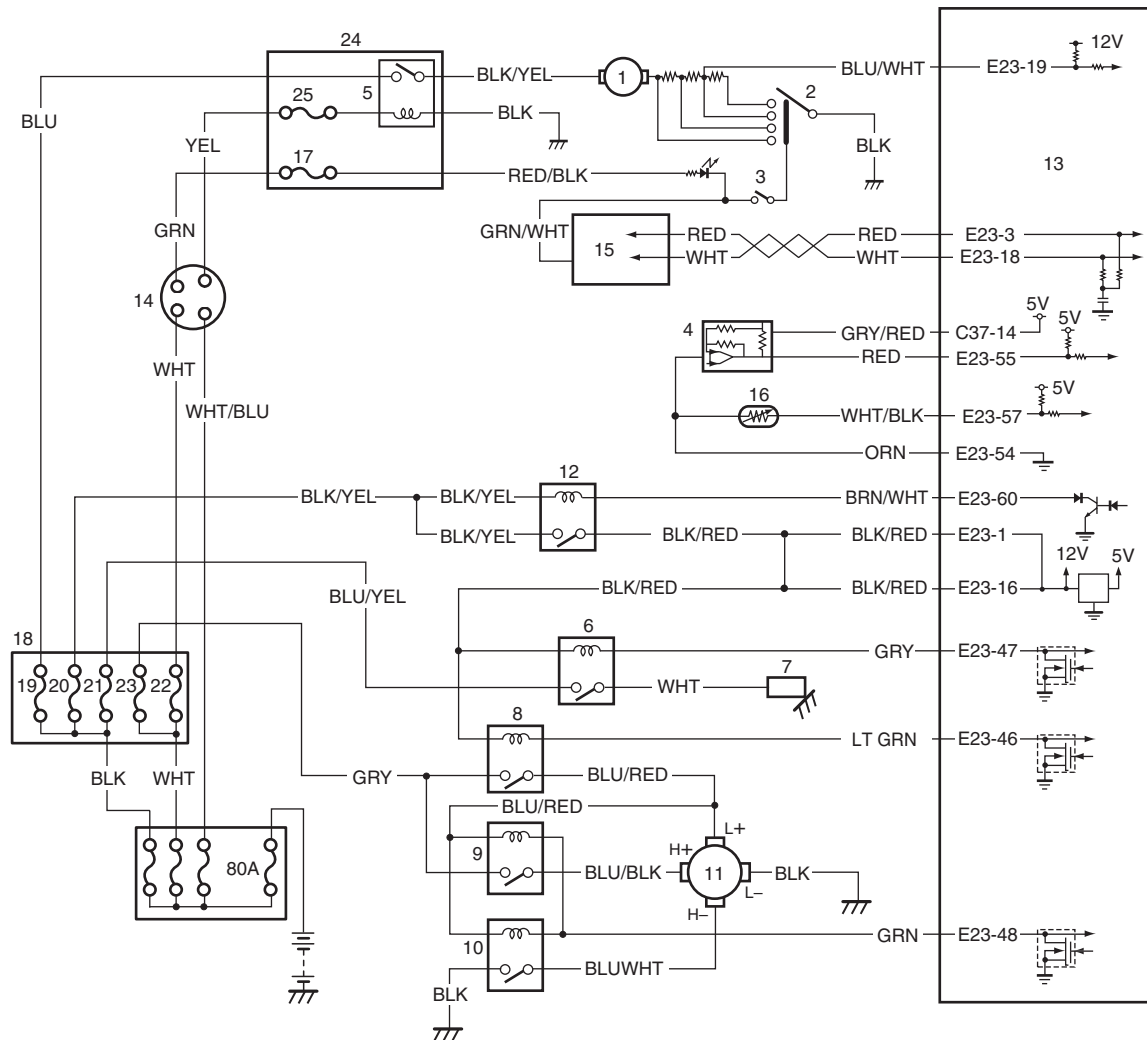 24
12V
BLK/YEL
1
BLU/WHT
E23-19
25
5
2
BLU
BLK
YEL
17
BLK
13
RED/BLK
3
GRN
GRN/WHT
15
RED
RED
E23-3
WHT
WHT
E23-18
14
4
5V
5V
GRY/RED
C37-14
RED
E23-55
WHT
16
5V
WHT/BLU
WHT/BLK
E23-57
ORN
E23-54
12
BLK/YEL
BLK/YEL
BRN/WHT
E23-60
BLK/YEL
BLK/RED
BLK/RED
E23-1
12V
5V
BLU/YEL
BLK/RED
BLK/RED
E23-16
18
6
GRY
E23-47
19
20
21
23
22
WHT
7
8
LT GRN
E23-46
BLK
WHT
GRY
BLU/RED
BLU/RED
L+
9
H+
80A
BLU/BLK
11
BLK
L–
H–
10
GRN
E23-48
BLUWHT
BLK